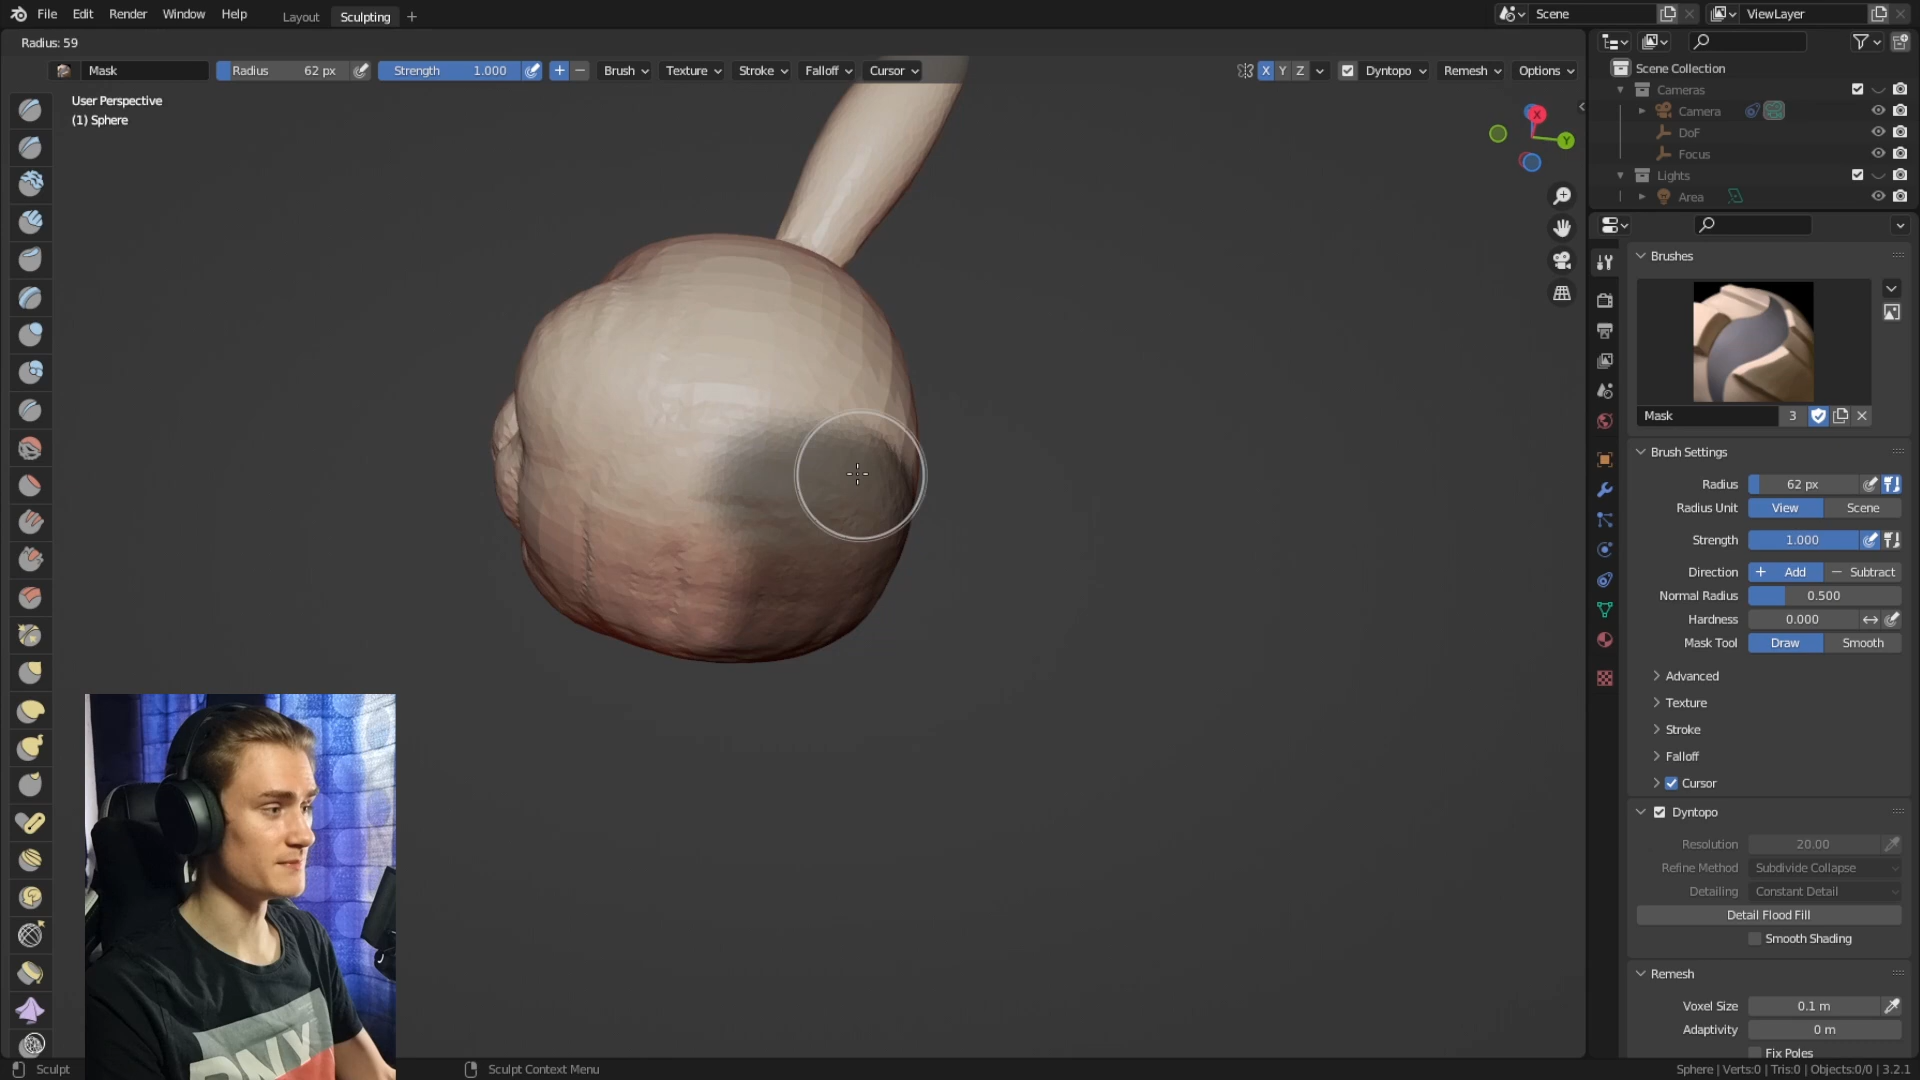 File Edit Render Window Help Layout Sculpting + Scene ViewLayer
Radius: 59
Mask Radius 62 px Strength 1.000 + − Brush Texture Stroke Falloff Cursor X Y Z Dyntopo Remesh Options
User Perspective
(1) Sphere
X
Y
Scene Collection
Cameras
Camera
DoF
Focus
Lights
Area
Brushes
Mask 3
Brush Settings
Radius 62 px
Radius Unit View Scene
Strength 1.000
Direction + Add − Subtract
Normal Radius 0.500
Hardness 0.000
Mask Tool Draw Smooth
Advanced
Texture
Stroke
Falloff
Cursor
Dyntopo
Resolution 20.00
Refine Method Subdivide Collapse
Detailing Constant Detail
Detail Flood Fill
Smooth Shading
Remesh
Voxel Size 0.1 m
Adaptivity 0 m
Fix Poles
Sculpt Sculpt Context Menu Sphere | Verts:0 | Tris:0 | Objects:0/0 | 3.2.1